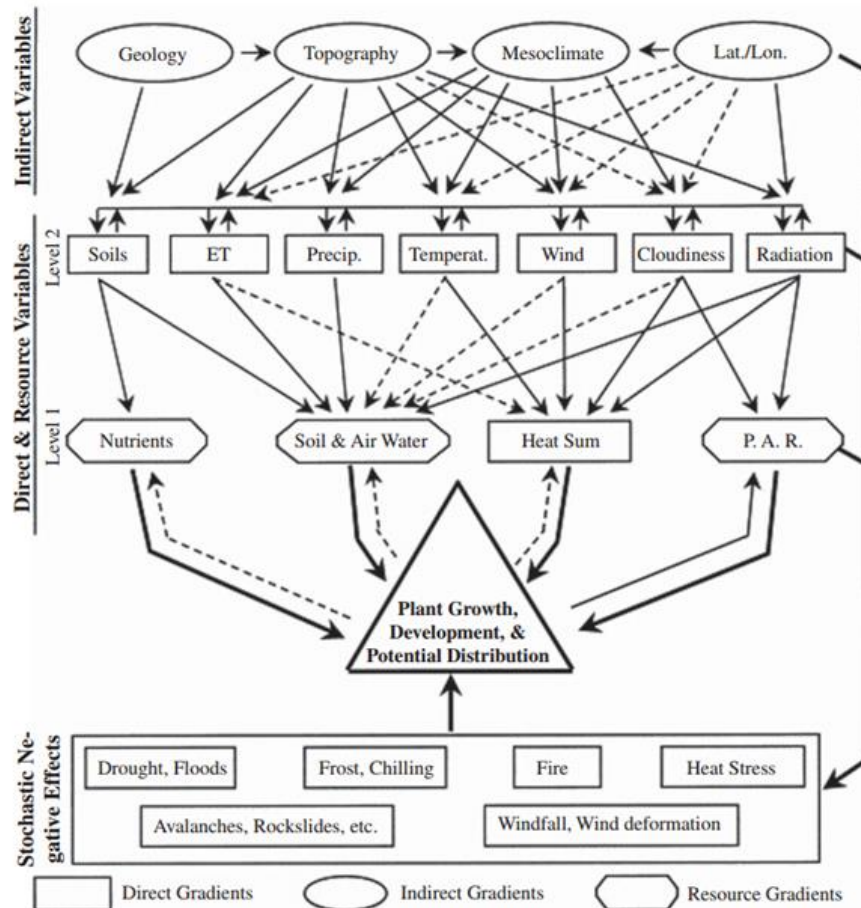 Indirect Variables
Geology
Topography
Mesoclimate
Lat./Lon.
Direct & Resource Variables
Level 2
Soils
ET
Precip.
Temperat.
Wind
Cloudiness
Radiation
Level 1
Nutrients
Soil & Air Water
Heat Sum
P. A. R.
Plant Growth,
Development, &
Potential Distribution
Stochastic Ne-
gative Effects
Drought, Floods
Frost, Chilling
Fire
Heat Stress
Avalanches, Rockslides, etc.
Windfall, Wind deformation
Direct Gradients
Indirect Gradients
Resource Gradients